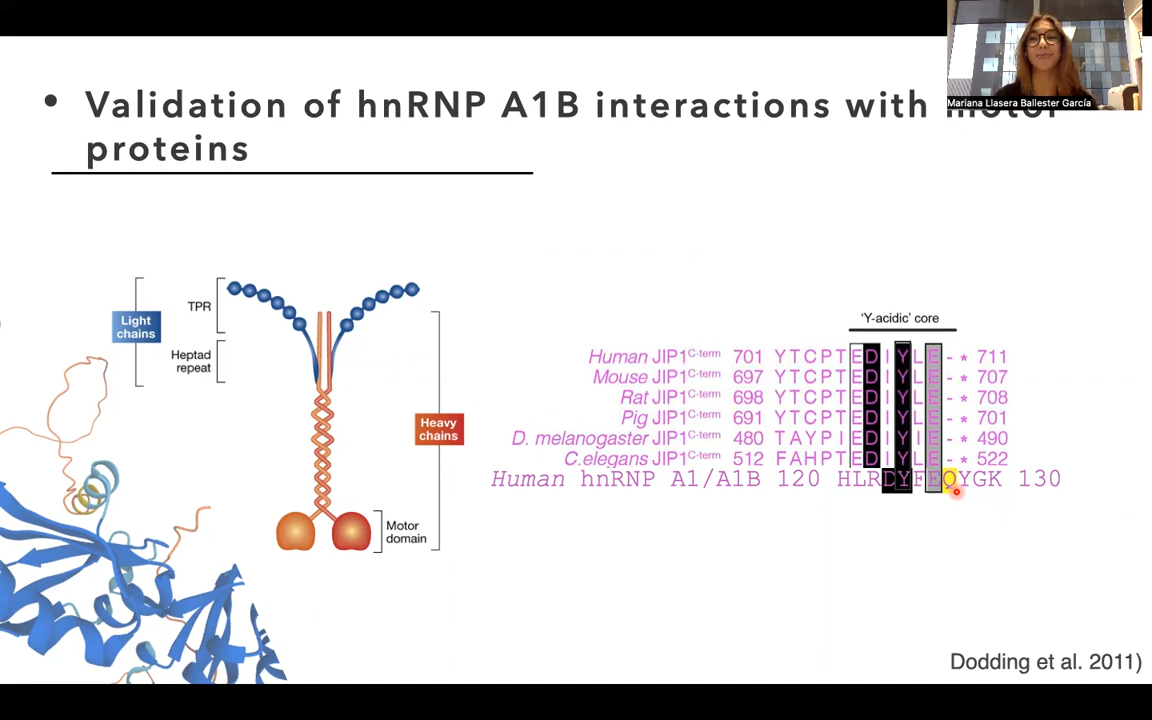 • Validation of hnRNP A1B interactions with motor
proteins
Mariana Llasera Ballester García
TPR
Light
chains
Heptad
repeat
Heavy
chains
Motor
domain
'Y-acidic' core
Human JIP1C-term 701 YTCPTEDIYLE-* 711
Mouse JIP1C-term 697 YTCPTEDIYLE-* 707
Rat JIP1C-term 698 YTCPTEDIYLE-* 708
Pig JIP1C-term 691 YTCPTEDIYLE-* 701
D. melanogaster JIP1C-term 480 TAYPIEDIYIE-* 490
C.elegans JIP1C-term 512 FAHPTEDIYLE-* 522
Human hnRNP A1/A1B 120 HLRDYFEQYGK 130
Dodding et al. 2011)